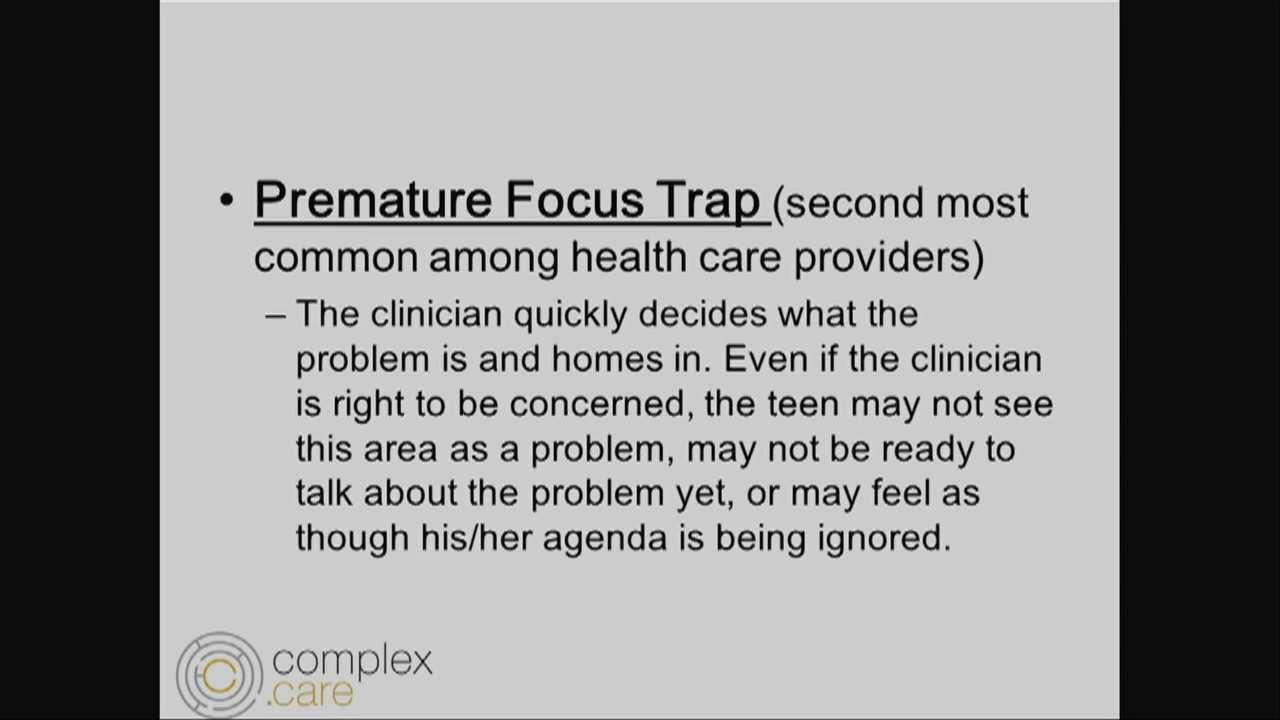 • Premature Focus Trap (second most
common among health care providers)
– The clinician quickly decides what the
problem is and homes in. Even if the clinician
is right to be concerned, the teen may not see
this area as a problem, may not be ready to
talk about the problem yet, or may feel as
though his/her agenda is being ignored.
complex
.care